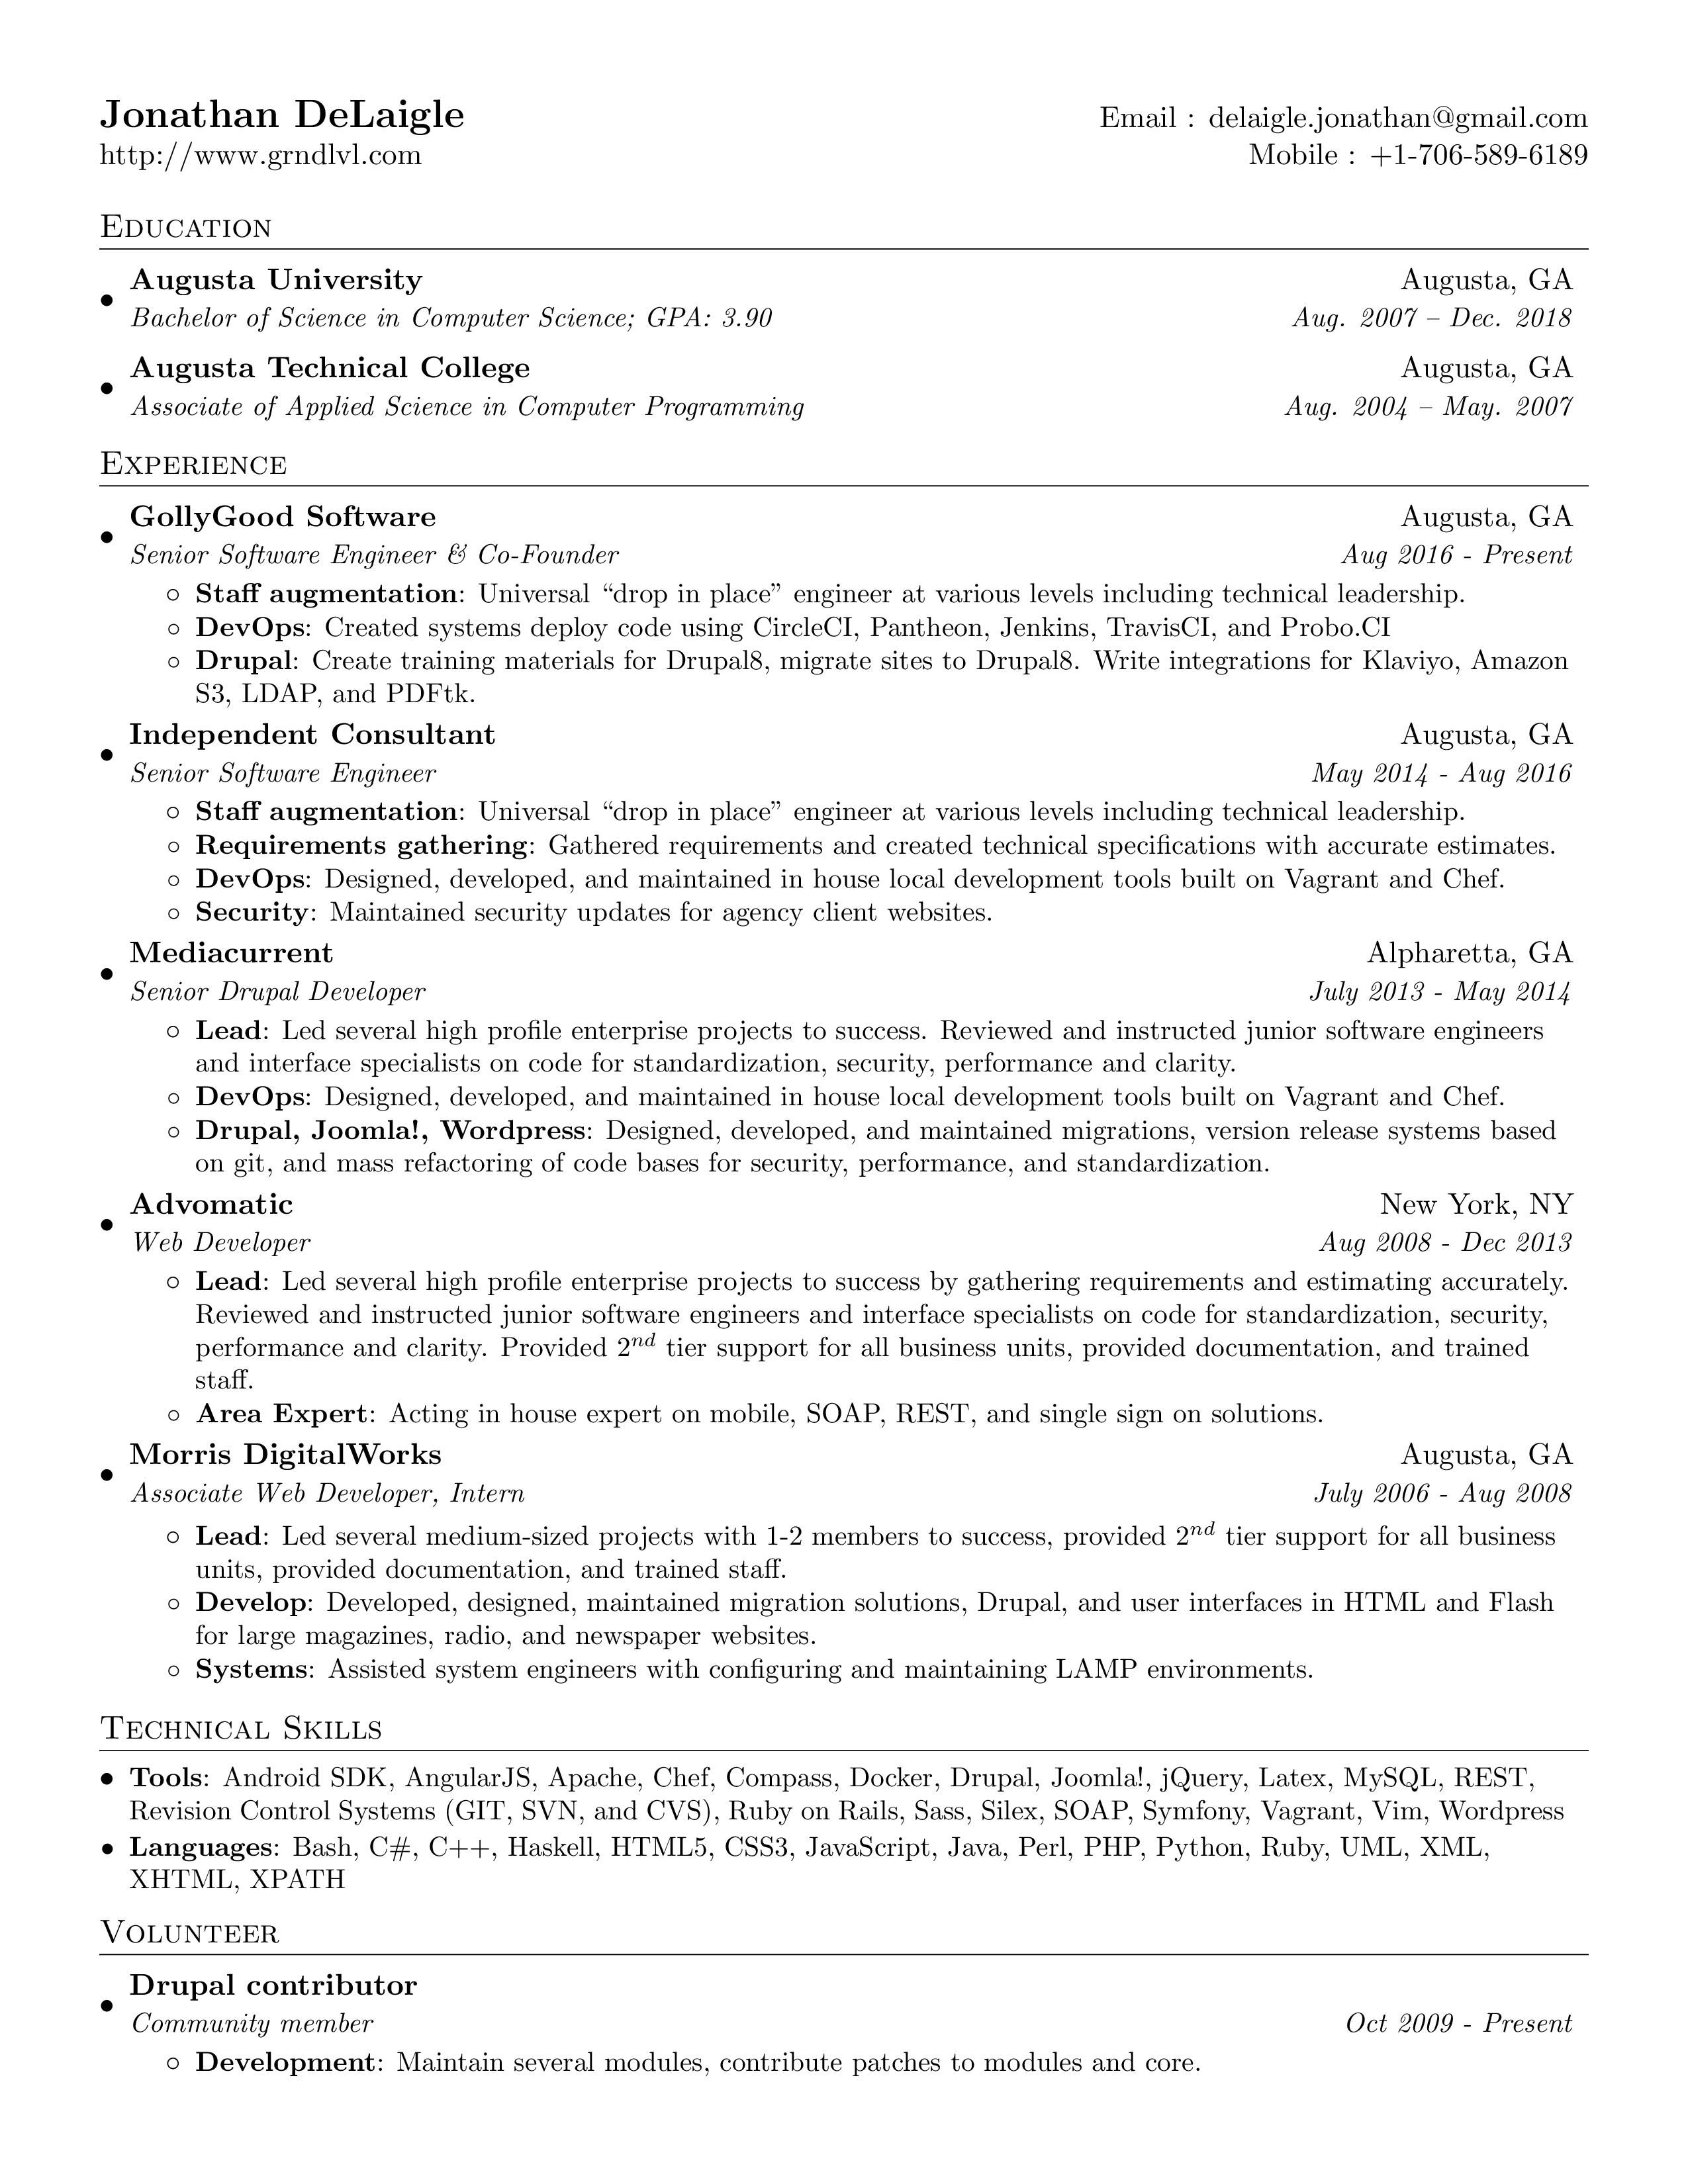 Jonathan DeLaigle Email : delaigle.jonathan@gmail.com
http://www.grndlvl.com Mobile : +1-706-589-6189
Education
• Augusta University Augusta, GA
Bachelor of Science in Computer Science; GPA: 3.90 Aug. 2007 – Dec. 2018
• Augusta Technical College Augusta, GA
Associate of Applied Science in Computer Programming Aug. 2004 – May. 2007
Experience
• GollyGood Software Augusta, GA
Senior Software Engineer & Co-Founder Aug 2016 - Present
◦ Staff augmentation: Universal “drop in place” engineer at various levels including technical leadership.
◦ DevOps: Created systems deploy code using CircleCI, Pantheon, Jenkins, TravisCI, and Probo.CI
◦ Drupal: Create training materials for Drupal8, migrate sites to Drupal8. Write integrations for Klaviyo, Amazon
S3, LDAP, and PDFtk.
• Independent Consultant Augusta, GA
Senior Software Engineer May 2014 - Aug 2016
◦ Staff augmentation: Universal “drop in place” engineer at various levels including technical leadership.
◦ Requirements gathering: Gathered requirements and created technical specifications with accurate estimates.
◦ DevOps: Designed, developed, and maintained in house local development tools built on Vagrant and Chef.
◦ Security: Maintained security updates for agency client websites.
• Mediacurrent Alpharetta, GA
Senior Drupal Developer July 2013 - May 2014
◦ Lead: Led several high profile enterprise projects to success. Reviewed and instructed junior software engineers
and interface specialists on code for standardization, security, performance and clarity.
◦ DevOps: Designed, developed, and maintained in house local development tools built on Vagrant and Chef.
◦ Drupal, Joomla!, Wordpress: Designed, developed, and maintained migrations, version release systems based
on git, and mass refactoring of code bases for security, performance, and standardization.
• Advomatic New York, NY
Web Developer Aug 2008 - Dec 2013
◦ Lead: Led several high profile enterprise projects to success by gathering requirements and estimating accurately.
Reviewed and instructed junior software engineers and interface specialists on code for standardization, security,
performance and clarity. Provided 2nd tier support for all business units, provided documentation, and trained
staff.
◦ Area Expert: Acting in house expert on mobile, SOAP, REST, and single sign on solutions.
• Morris DigitalWorks Augusta, GA
Associate Web Developer, Intern July 2006 - Aug 2008
◦ Lead: Led several medium-sized projects with 1-2 members to success, provided 2nd tier support for all business
units, provided documentation, and trained staff.
◦ Develop: Developed, designed, maintained migration solutions, Drupal, and user interfaces in HTML and Flash
for large magazines, radio, and newspaper websites.
◦ Systems: Assisted system engineers with configuring and maintaining LAMP environments.
Technical Skills
• Tools: Android SDK, AngularJS, Apache, Chef, Compass, Docker, Drupal, Joomla!, jQuery, Latex, MySQL, REST,
Revision Control Systems (GIT, SVN, and CVS), Ruby on Rails, Sass, Silex, SOAP, Symfony, Vagrant, Vim, Wordpress
• Languages: Bash, C#, C++, Haskell, HTML5, CSS3, JavaScript, Java, Perl, PHP, Python, Ruby, UML, XML,
XHTML, XPATH
Volunteer
• Drupal contributor
Community member Oct 2009 - Present
◦ Development: Maintain several modules, contribute patches to modules and core.